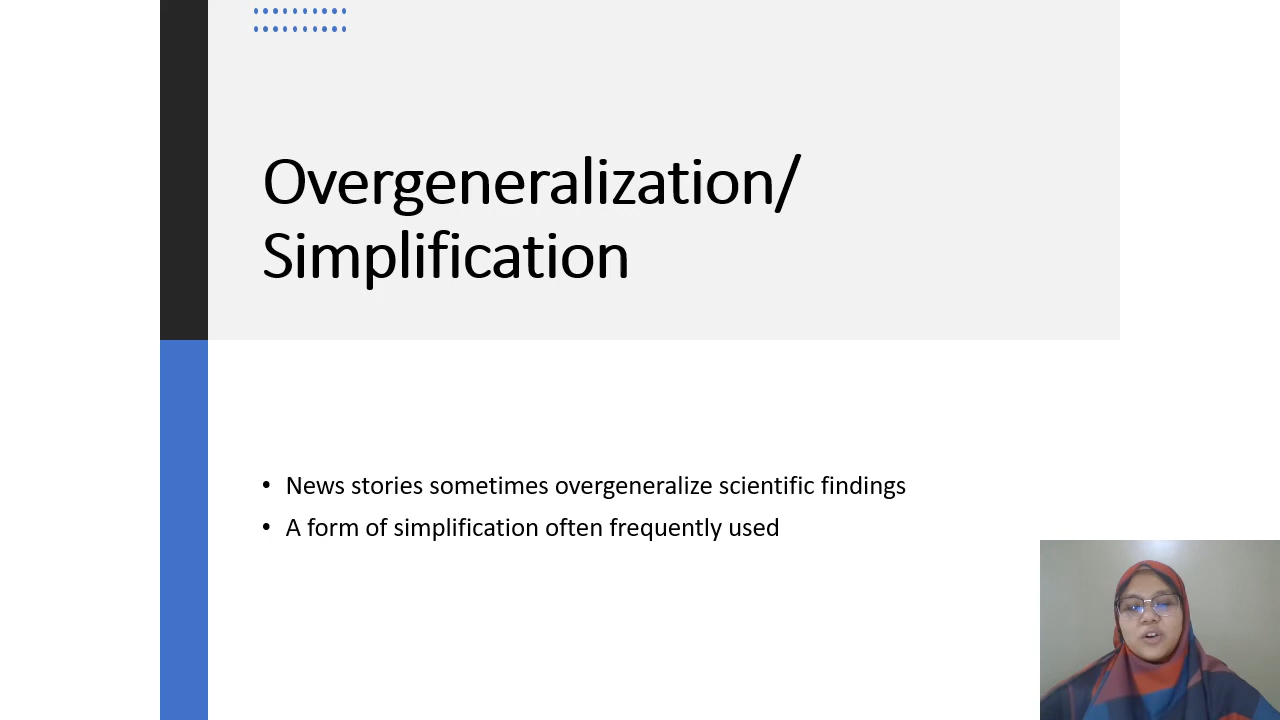 Overgeneralization/
Simplification
• News stories sometimes overgeneralize scientific findings
• A form of simplification often frequently used